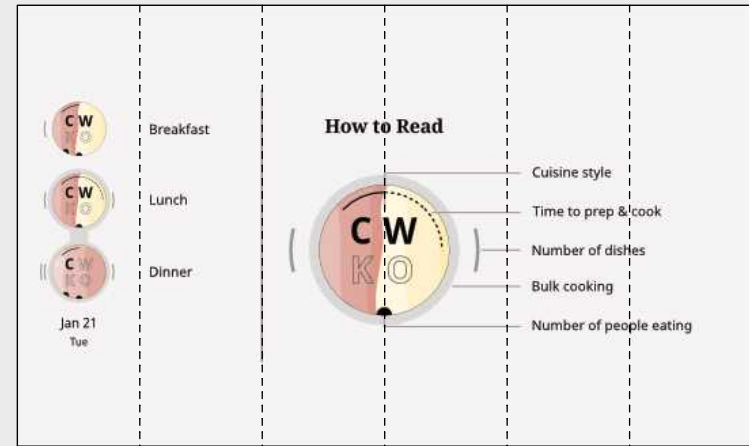 C W
K O
Breakfast
C W
K O
Lunch
C W
K O
Dinner
Jan 21
Tue
How to Read
C W
K O
Cuisine style
Time to prep & cook
Number of dishes
Bulk cooking
Number of people eating